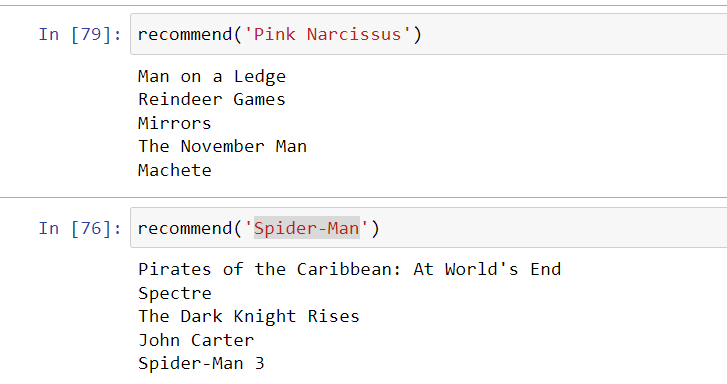 In [79]: recommend('Pink Narcissus')
Man on a Ledge
Reindeer Games
Mirrors
The November Man
Machete
In [76]: recommend('Spider-Man')
Pirates of the Caribbean: At World's End
Spectre
The Dark Knight Rises
John Carter
Spider-Man 3